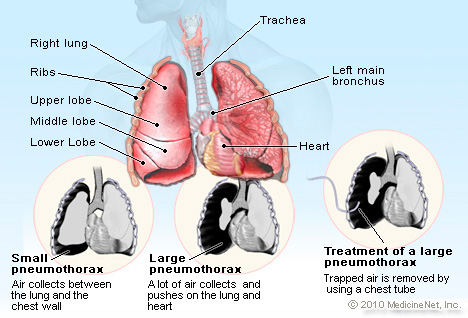 Trachea
Right lung
Ribs
Left main
bronchus
Upper lobe
Middle lobe
Lower Lobe
Heart
Small
pneumothorax
Air collects between
the lung and the
chest wall
Large
pneumothorax
A lot of air collects and
pushes on the lung and
heart
Treatment of a large
pneumothorax
Trapped air is removed by
using a chest tube
© 2010 MedicineNet, Inc.